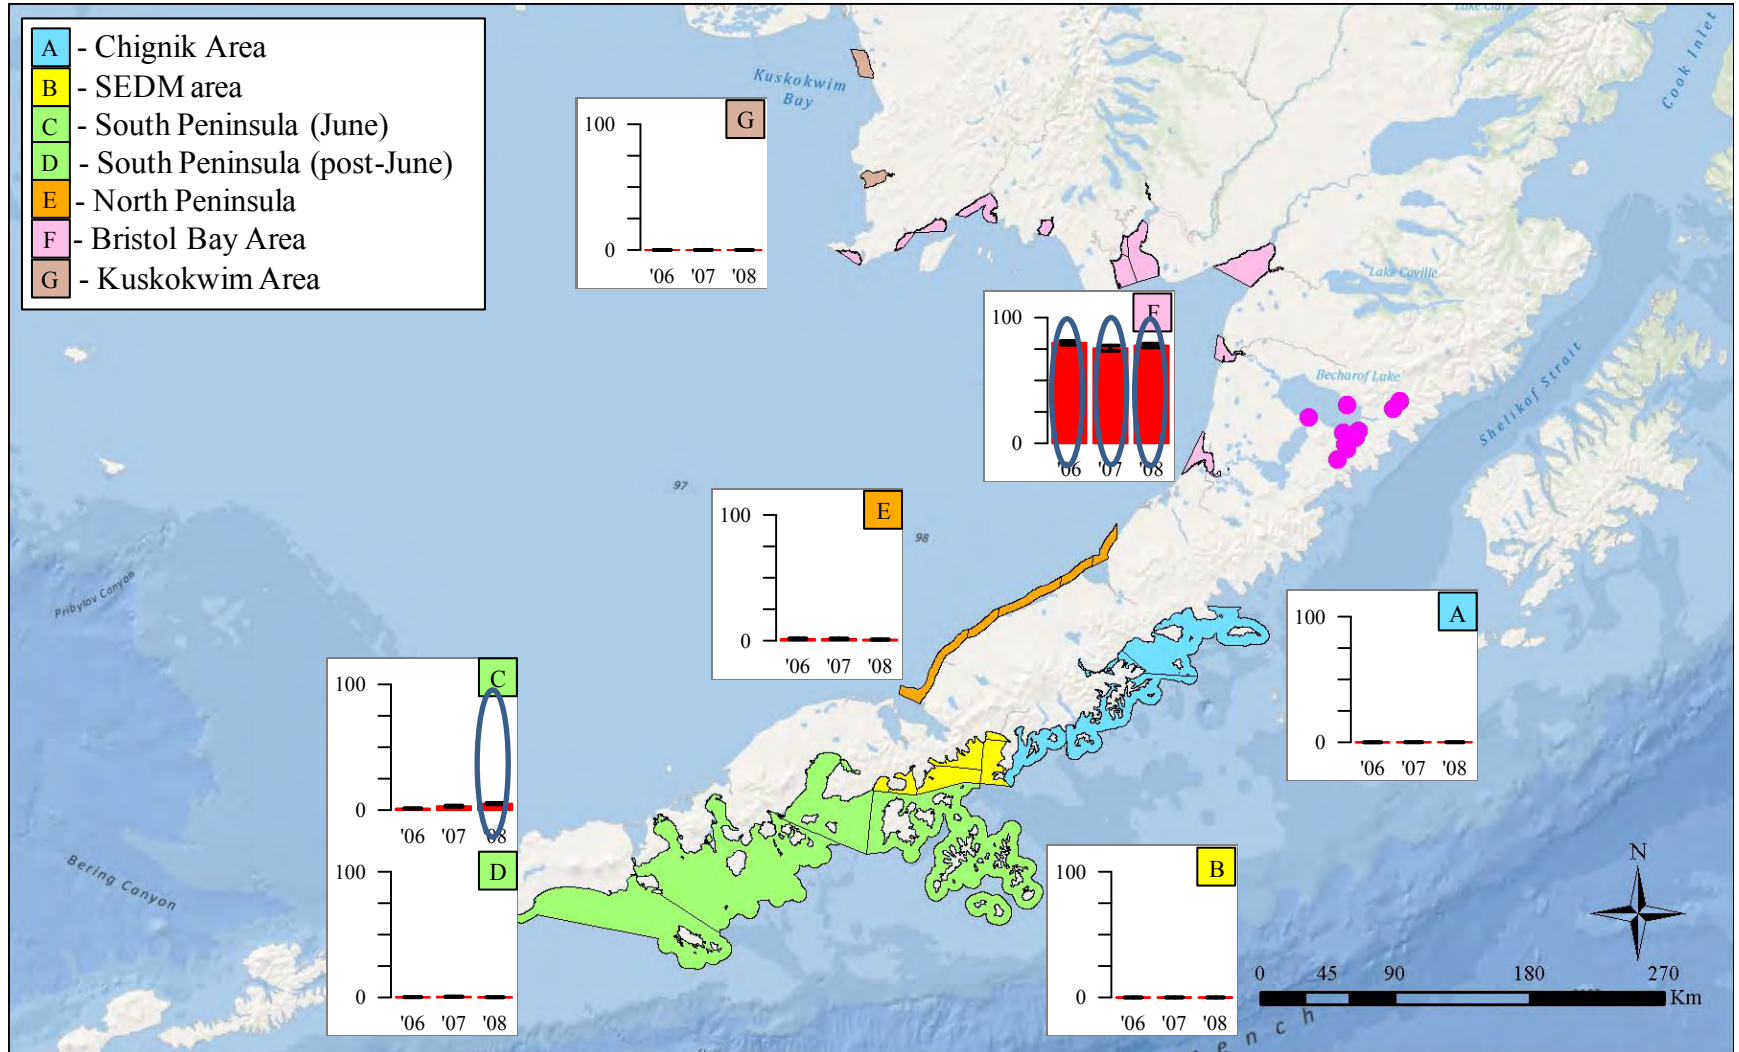 A - Chignik Area
B - SEDM area
C - South Peninsula (June)
D - South Peninsula (post-June)
E - North Peninsula
F - Bristol Bay Area
G - Kuskokwim Area
Lake Clark
Cook Inlet
Kuskokwim
Bay
G
100
0
'06 '07 '08
Lake Coville
F
100
0
'06 '07 '08
Becharof Lake
Shelikof Strait
97
98
E
100
0
'06 '07 '08
Pribylov Canyon
A
100
0
'06 '07 '08
C
100
0
'06 '07 '08
Bering Canyon
D
100
0
'06 '07 '08
B
100
0
'06 '07 '08
N
0 45 90 180 270
Km
ench